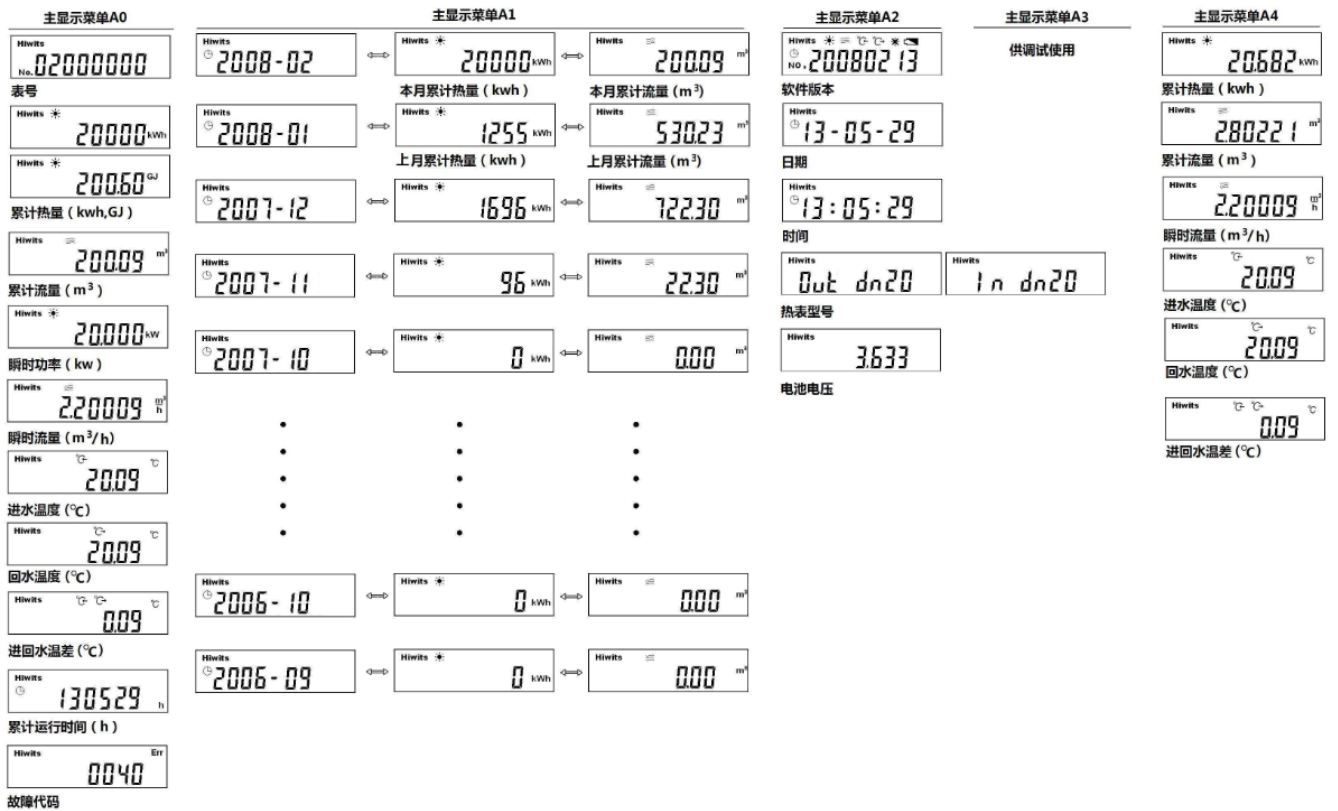 主显示菜单A0
Hiwits
No.02000000
表号
Hiwits
20000 kWh
Hiwits
200.60 GJ
累计热量(kwh,GJ)
Hiwits
200.09 m³
累计流量(m³)
Hiwits
20.000 kW
瞬时功率(kw)
Hiwits
2.20009 m³/h
瞬时流量(m³/h)
Hiwits
20.09 ℃
进水温度(℃)
Hiwits
20.09 ℃
回水温度(℃)
Hiwits
0.09 ℃
进回水温差(℃)
Hiwits
130529 h
累计运行时间(h)
Hiwits Err
0040
故障代码
主显示菜单A1
Hiwits Hiwits Hiwits
2008-02 20000 kWh 200.09 m³
本月累计热量(kwh) 本月累计流量(m³)
Hiwits Hiwits Hiwits
2008-01 1255 kWh 530.23 m³
上月累计热量(kwh) 上月累计流量(m³)
Hiwits Hiwits Hiwits
2007-12 1696 kWh 722.30 m³
Hiwits Hiwits Hiwits
2007-11 96 kWh 22.30 m³
Hiwits Hiwits Hiwits
2007-10 0 kWh 0.00 m³
Hiwits Hiwits Hiwits
2006-10 0 kWh 0.00 m³
Hiwits Hiwits Hiwits
2006-09 0 kWh 0.00 m³
主显示菜单A2
Hiwits
NO.20080213
软件版本
Hiwits
13-05-29
日期
Hiwits
13:05:29
时间
Hiwits Hiwits
Out dn20 In dn20
热表型号
Hiwits
3.633
电池电压
主显示菜单A3
供调试使用
主显示菜单A4
Hiwits
20.682 kWh
累计热量(kwh)
Hiwits
2.80221 m³
累计流量(m³)
Hiwits
2.20009 m³/h
瞬时流量(m³/h)
Hiwits
20.09 ℃
进水温度(℃)
Hiwits
20.09 ℃
回水温度(℃)
Hiwits
0.09 ℃
进回水温差(℃)